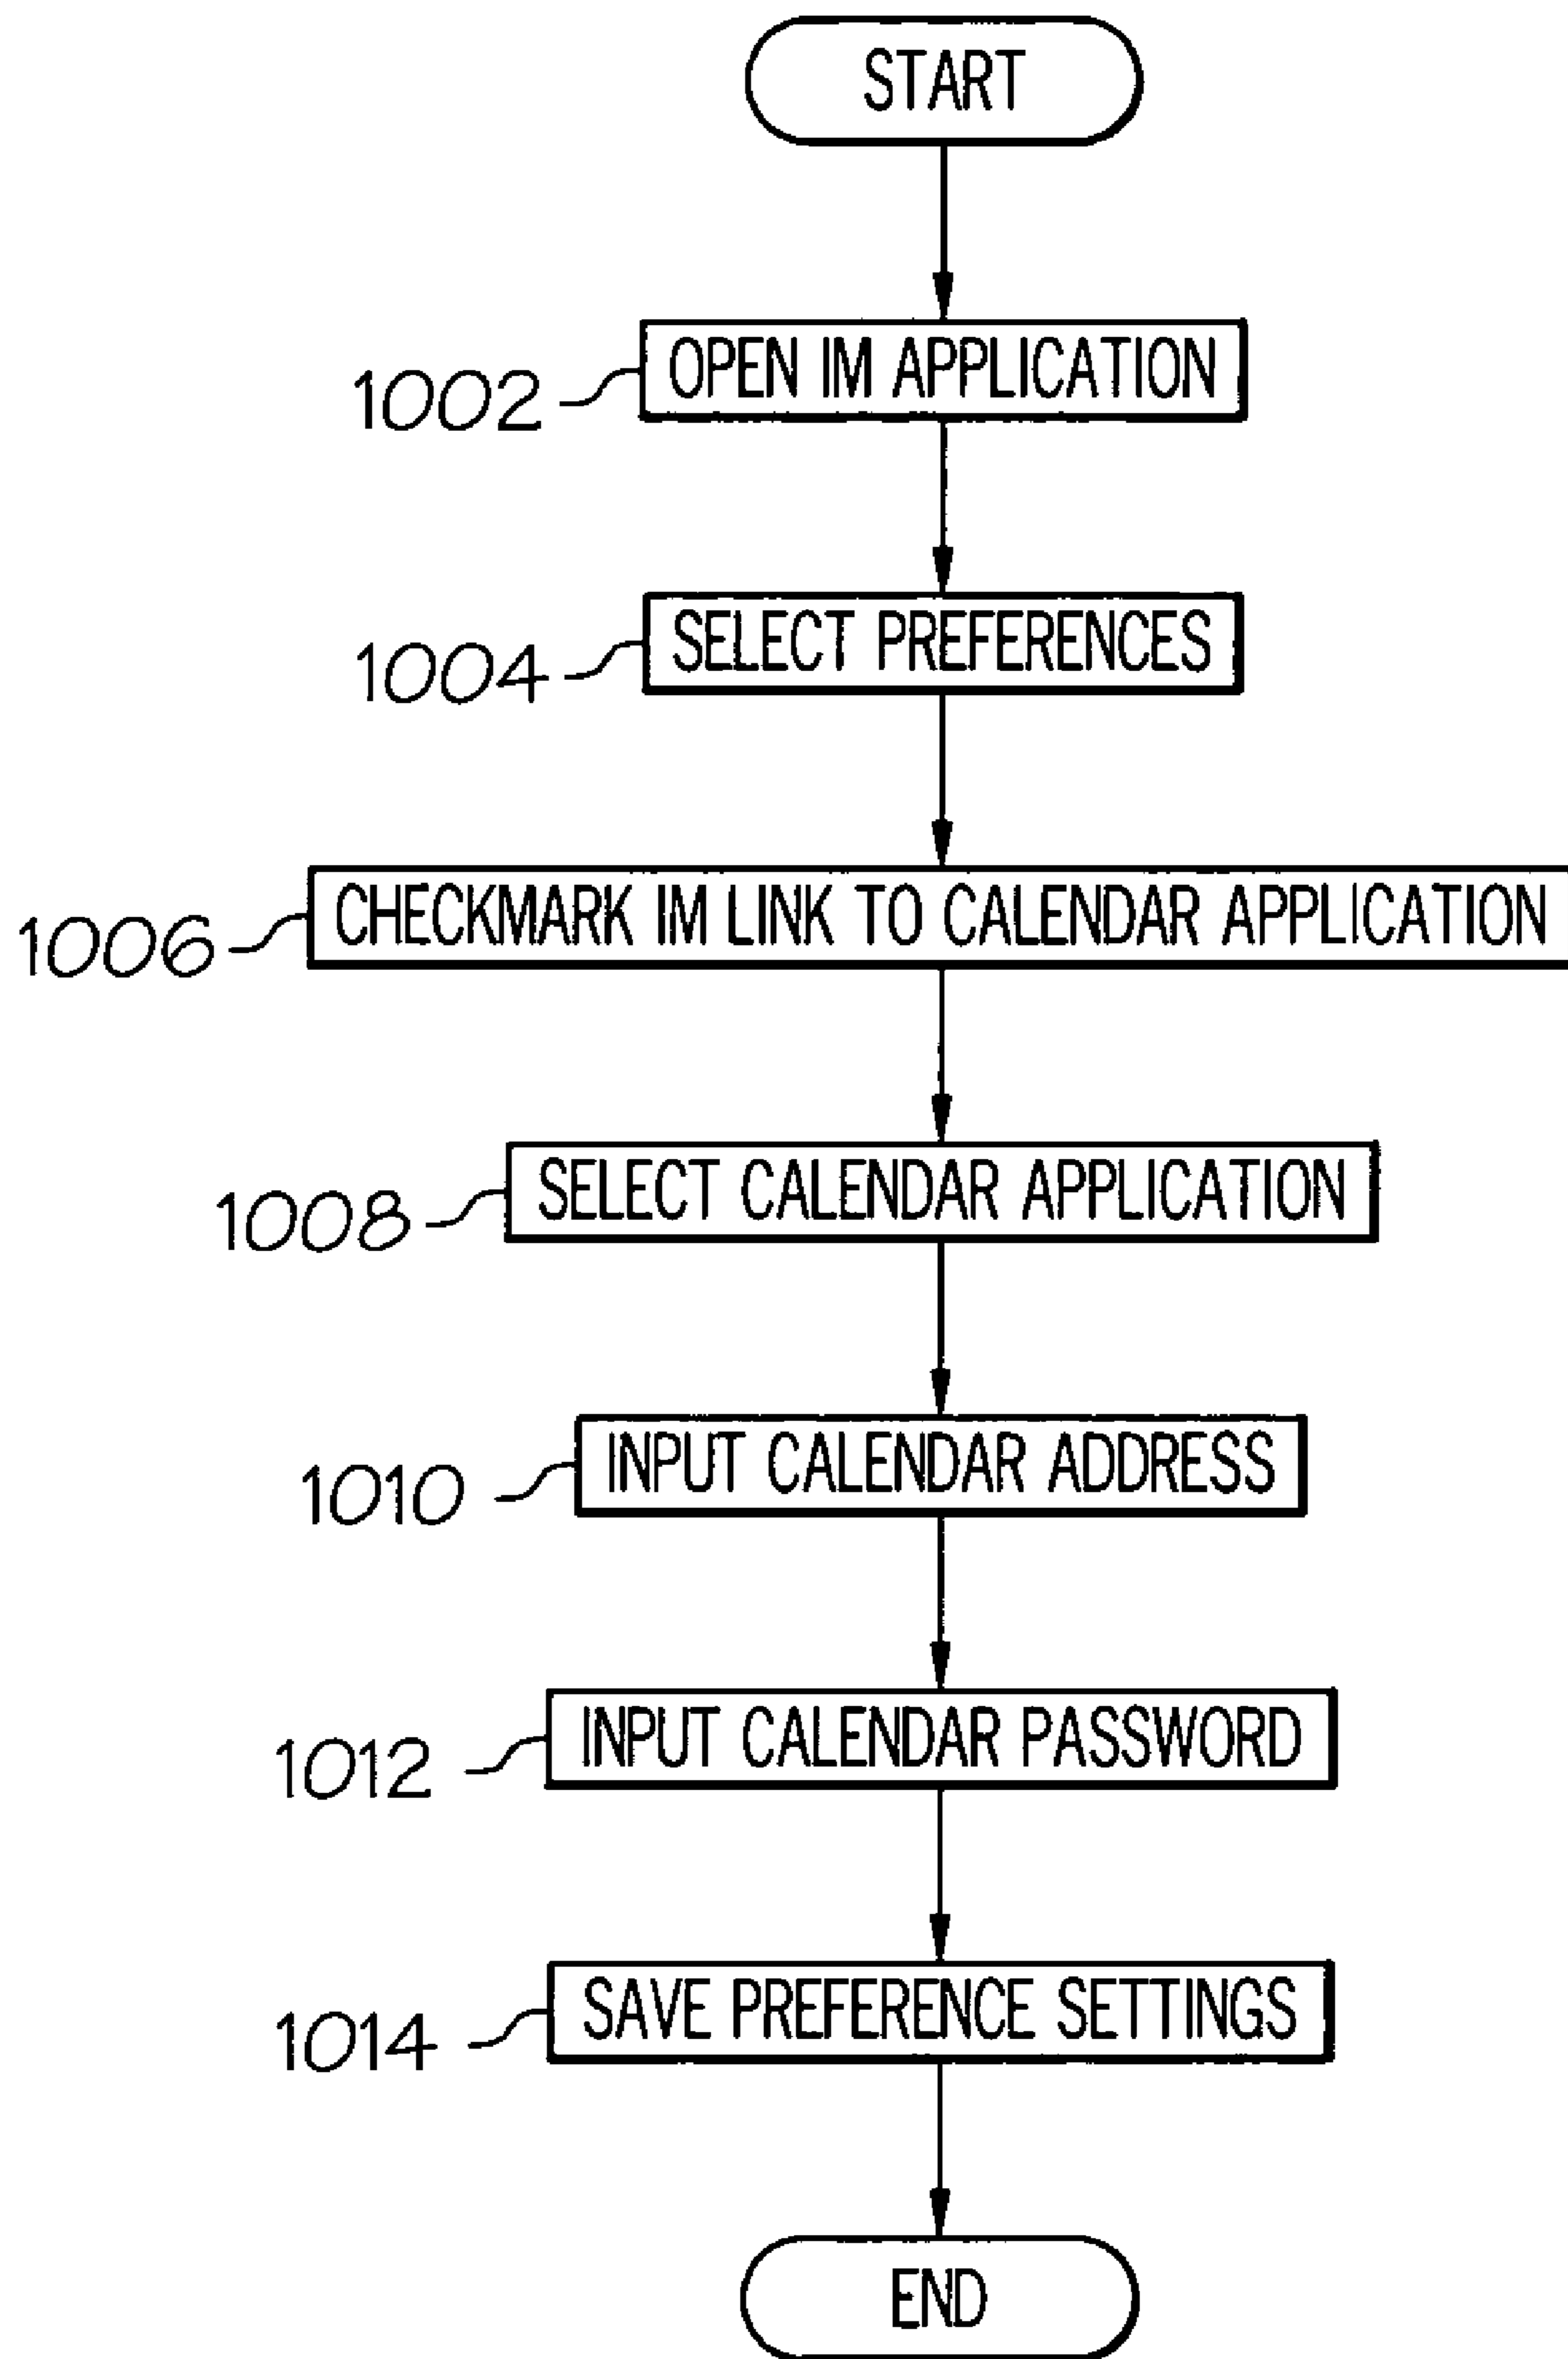 START
OPEN IM APPLICATION
1002
SELECT PREFERENCES
1004
CHECKMARK IM LINK TO CALENDAR APPLICATION
1006
SELECT CALENDAR APPLICATION
1008
INPUT CALENDAR ADDRESS
1010
INPUT CALENDAR PASSWORD
1012
SAVE PREFERENCE SETTINGS
1014
END